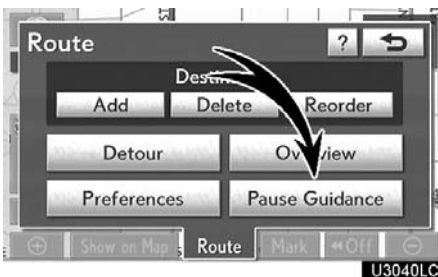 Route ?
Add Delete Reorder
Detour
Preferences Pause Guidance
Show on Map Route Mark Off
U3040LC